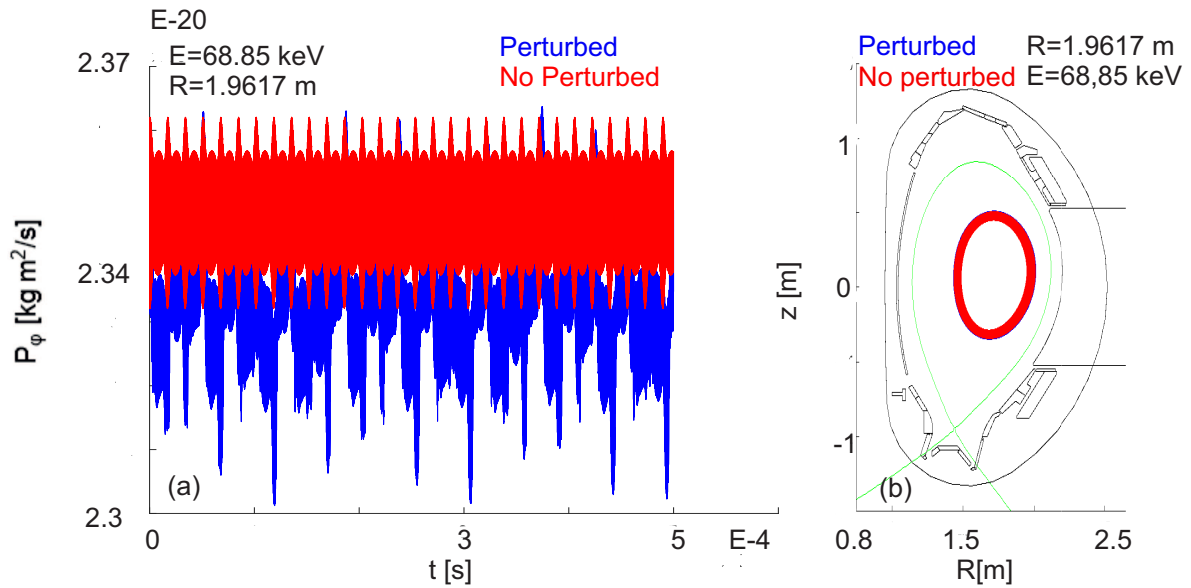 E-20
E=68.85 keV
R=1.9617 m
Perturbed
No Perturbed
2.37
2.34
2.3
Pφ [kg m²/s]
(a)
0 3 5 E-4
t [s]
Perturbed R=1.9617 m
No perturbed E=68,85 keV
1
0
-1
z [m]
(b)
0.8 1.5 2.5
R[m]